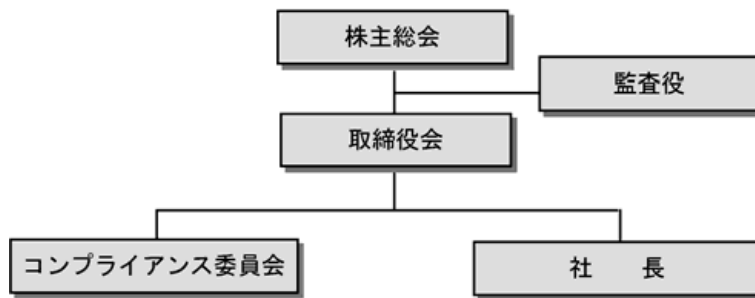 株主総会
監査役
取締役会
コンプライアンス委員会
社　　長